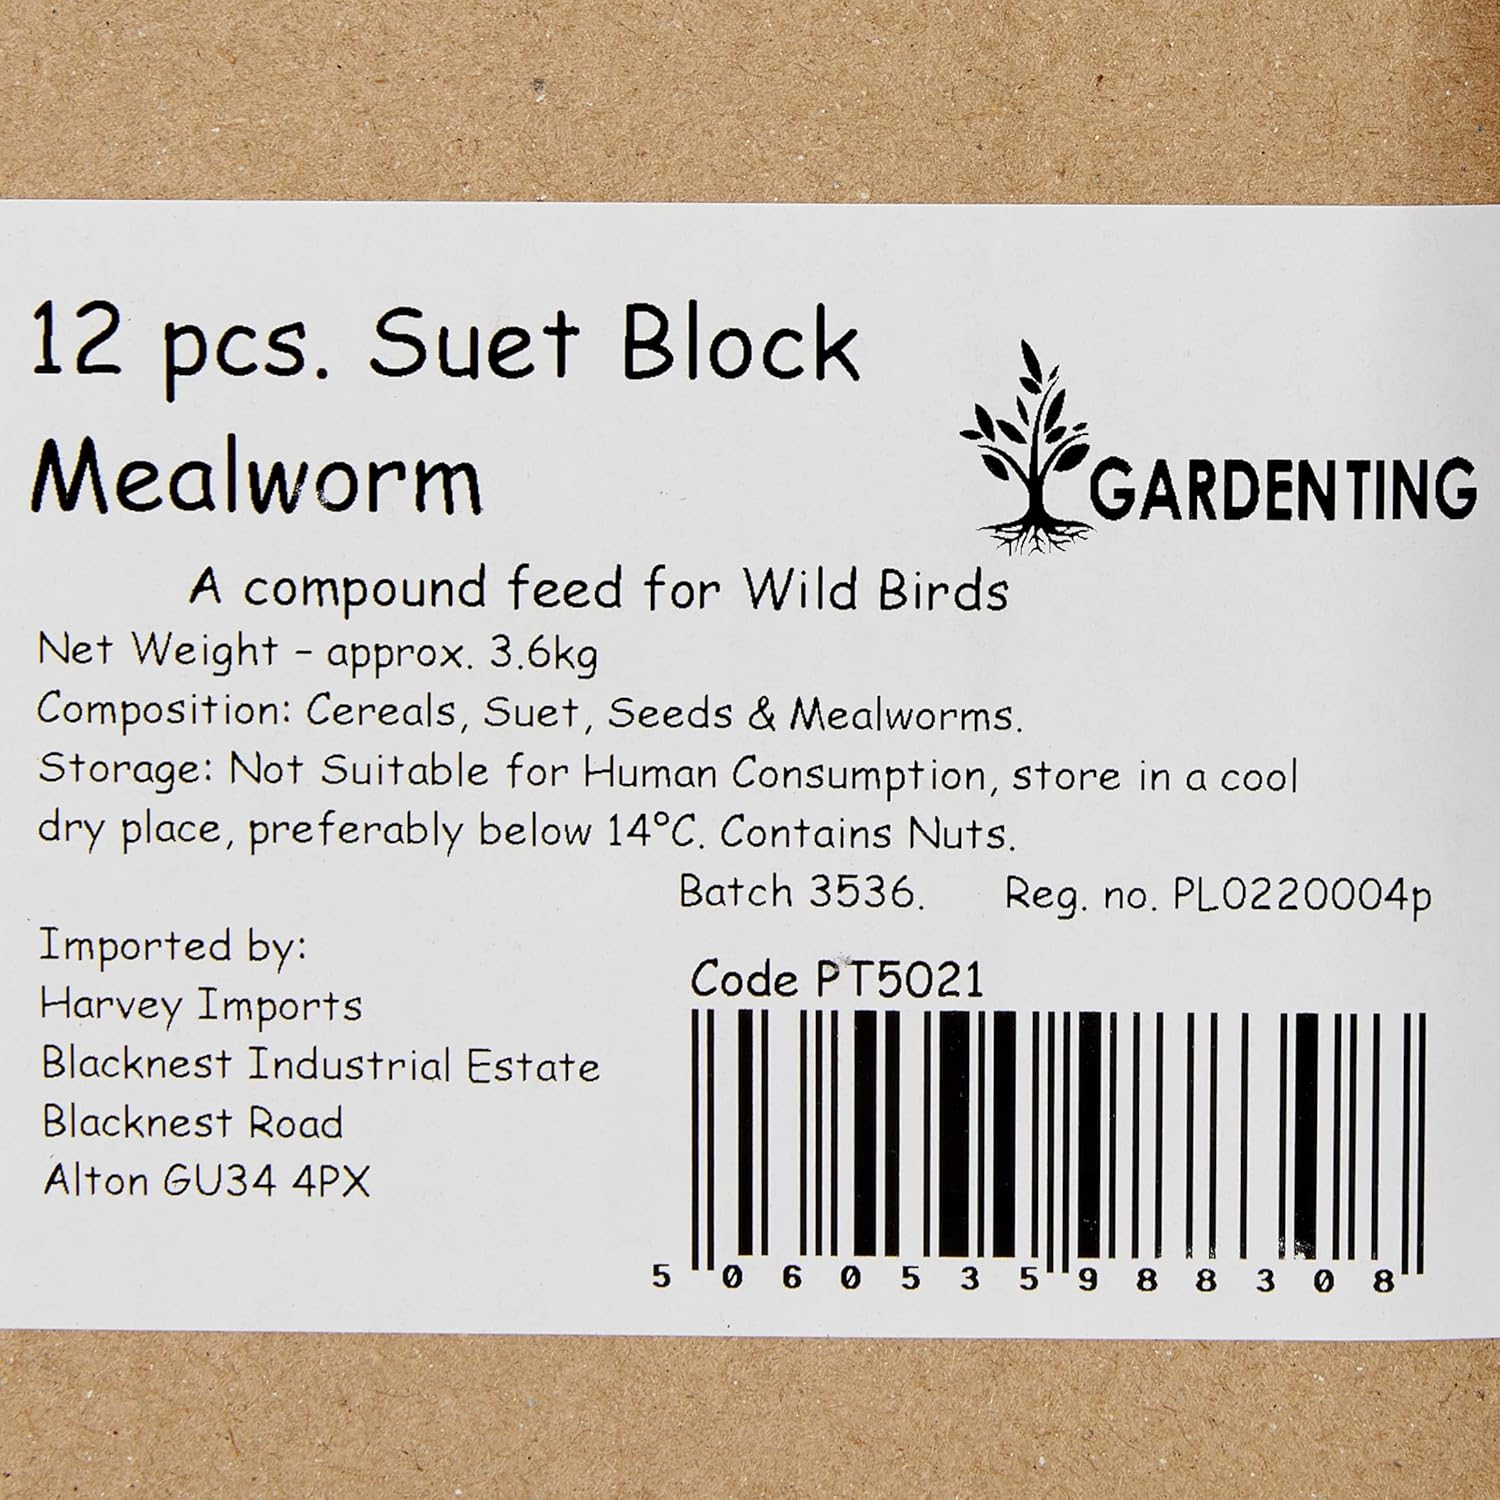 12 pcs. Suet Block
Mealworm
GARDENTING
A compound feed for Wild Birds
Net Weight - approx. 3.6kg
Composition: Cereals, Suet, Seeds & Mealworms.
Storage: Not Suitable for Human Consumption, store in a cool
dry place, preferably below 14°C. Contains Nuts.
Batch 3536. Reg. no. PL0220004p
Imported by:
Harvey Imports
Blacknest Industrial Estate
Blacknest Road
Alton GU34 4PX
Code PT5021
5 060535 988308